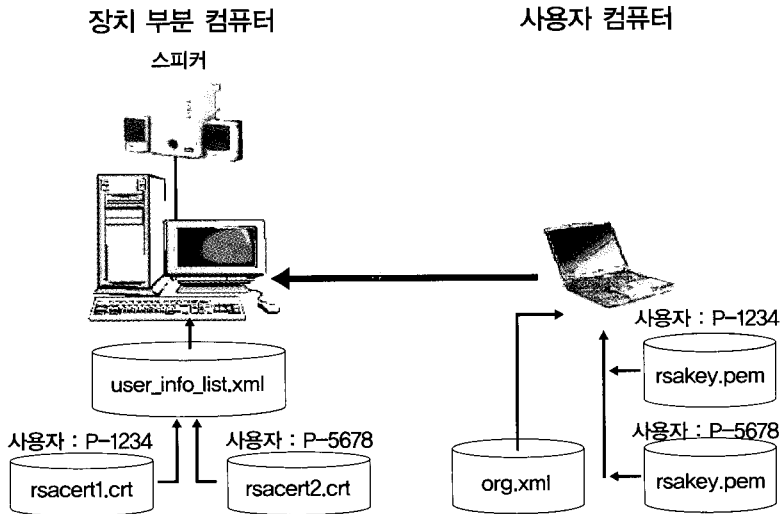 장치 부분 컴퓨터
사용자 컴퓨터
스피커
사용자 : P-1234
rsakey.pem
user_info_list.xml
사용자 : P-1234
사용자 : P-5678
사용자 : P-5678
rsacert1.crt
rsacert2.crt
org.xml
rsakey.pem